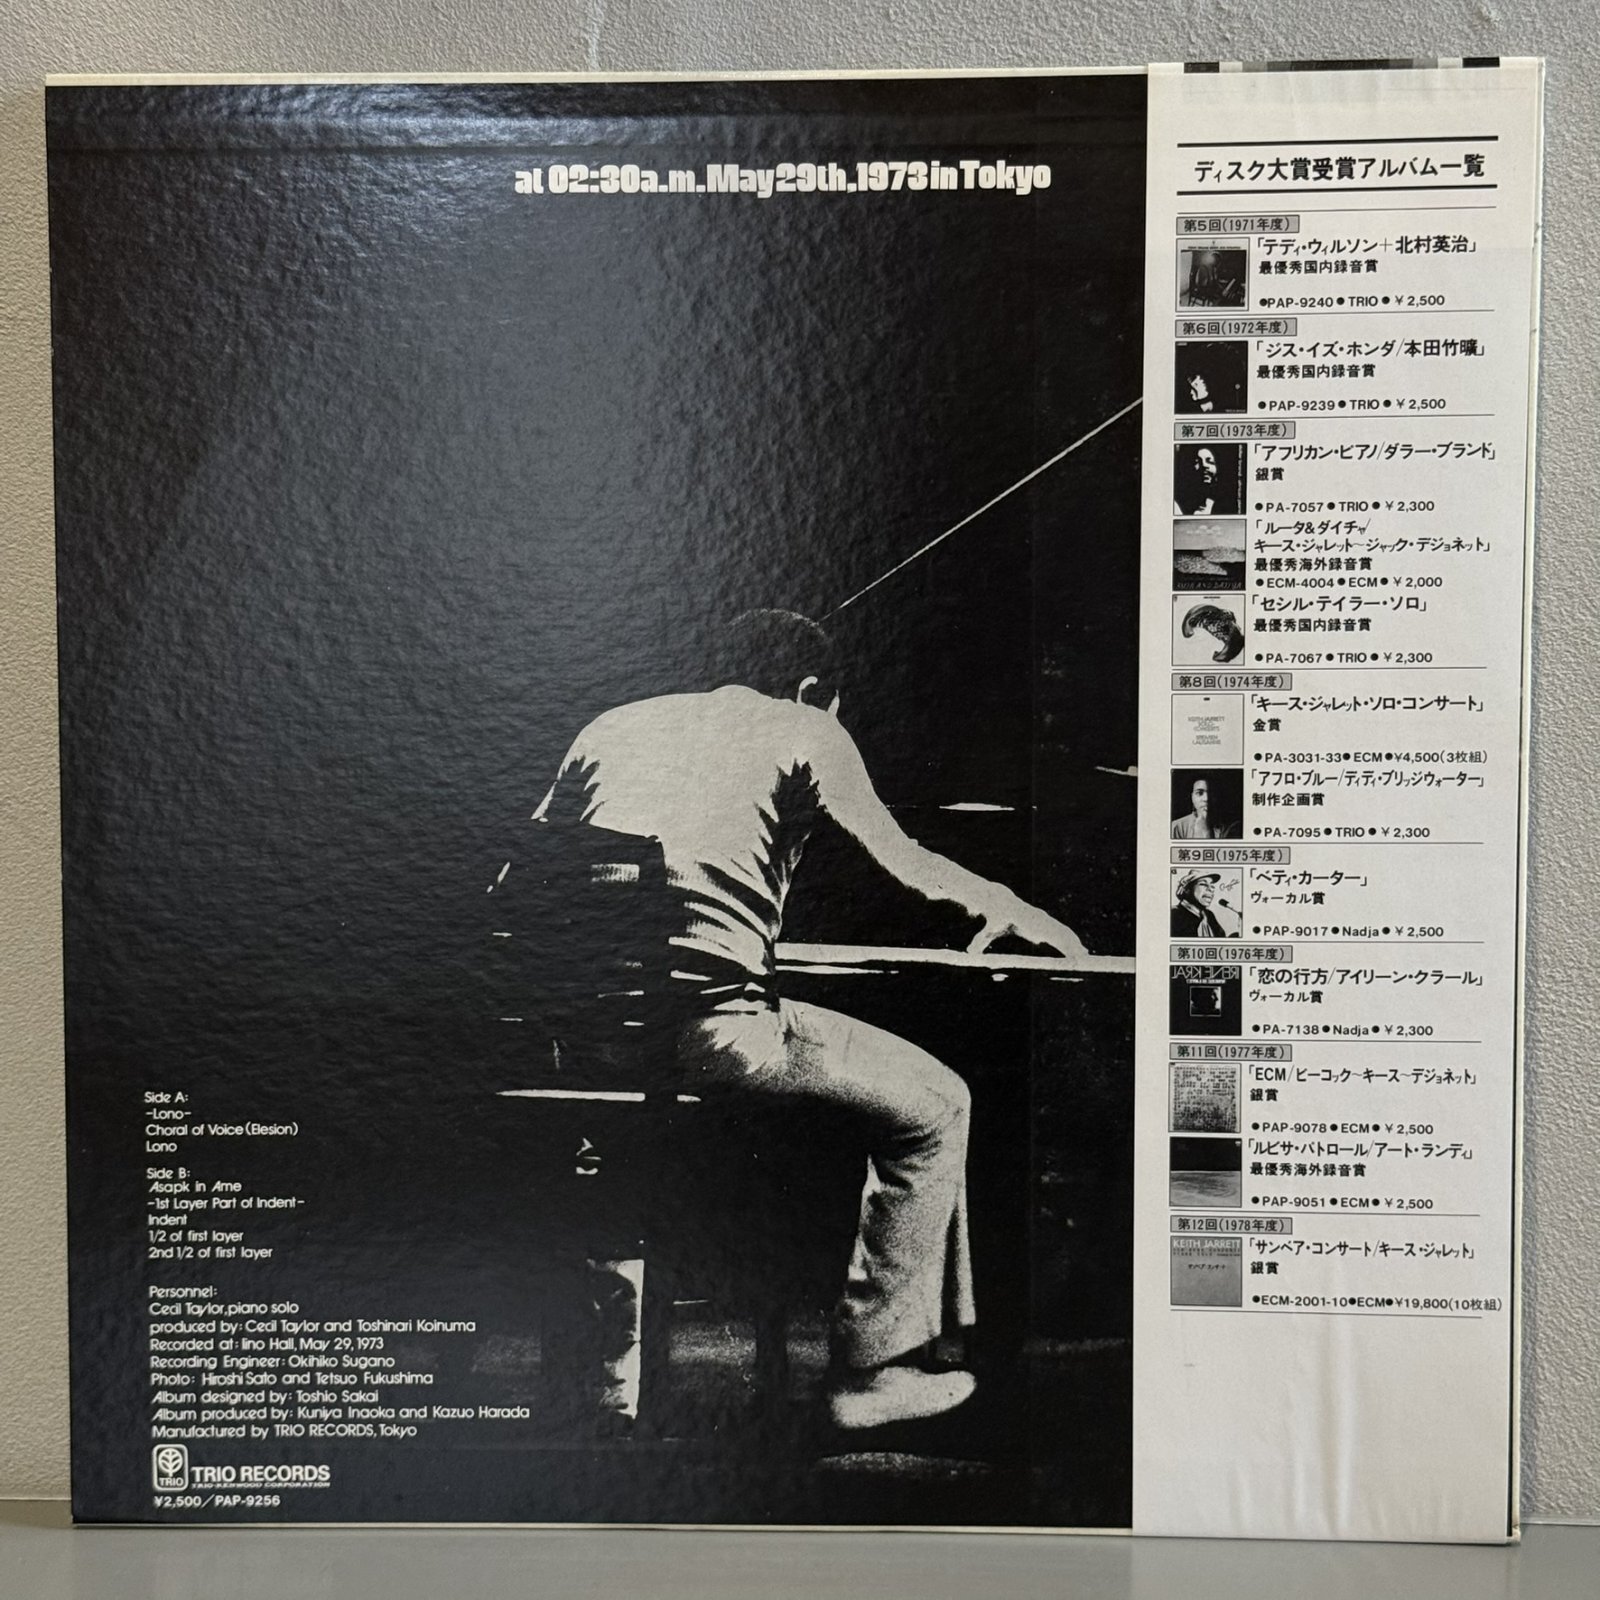 at 02:30a.m.May29th,1973 in Tokyo
Side A:
-Lono-
Choral of Voice (Elesion)
Lono
Side B:
Asapk in Ame
-1st Layer Part of Indent-
Indent
1/2 of first layer
2nd 1/2 of first layer
Personnel:
Cecil Taylor, piano solo
produced by: Cecil Taylor and Toshinari Koinuma
Recorded at: Iino Hall, May 29, 1973
Recording Engineer: Okihiko Sugano
Photo: Hiroshi Sato and Tetsuo Fukushima
Album designed by: Toshio Sakai
Album produced by: Kuniya Inaoka and Kazuo Harada
Manufactured by TRIO RECORDS, Tokyo
TRIO
TRIO RECORDS
TRIO-KENWOOD CORPORATION
¥2,500/PAP-9256
ディスク大賞受賞アルバム一覧
第5回(1971年度)
「テディ・ウィルソン+北村英治」
最優秀国内録音賞
●PAP-9240●TRIO●¥2,500
第6回(1972年度)
「ジス・イズ・ホンダ/本田竹曠」
最優秀国内録音賞
●PAP-9239●TRIO●¥2,500
第7回(1973年度)
「アフリカン・ピアノ/ダラー・ブランド」
銀賞
●PA-7057●TRIO●¥2,300
「ルータ&ダイチャ/
キース・ジャレット~ジャック・デジョネット」
最優秀海外録音賞
●ECM-4004●ECM●¥2,000
「セシル・テイラー・ソロ」
最優秀国内録音賞
●PA-7067●TRIO●¥2,300
第8回(1974年度)
KEITH JARRETT
SOLO
CONCERTS
BREMEN
LAUSANNE
「キース・ジャレット・ソロ・コンサート」
金賞
●PA-3031-33●ECM●¥4,500(3枚組)
「アフロ・ブルー/ディディ・ブリッジウォーター」
制作企画賞
●PA-7095●TRIO●¥2,300
第9回(1975年度)
「ベティ・カーター」
ヴォーカル賞
●PAP-9017●Nadja●¥2,500
第10回(1976年度)
IRENE KRAL
「恋の行方/アイリーン・クラール」
ヴォーカル賞
●PA-7138●Nadja●¥2,300
第11回(1977年度)
「ECM/ピーコック~キース~デジョネット」
銀賞
●PAP-9078●ECM●¥2,500
「ルビサ・パトロール/アート・ランディ」
最優秀海外録音賞
●PAP-9051●ECM●¥2,500
第12回(1978年度)
KEITH JARRETT
「サンベア・コンサート/キース・ジャレット」
銀賞
●ECM-2001-10●ECM●¥19,800(10枚組)